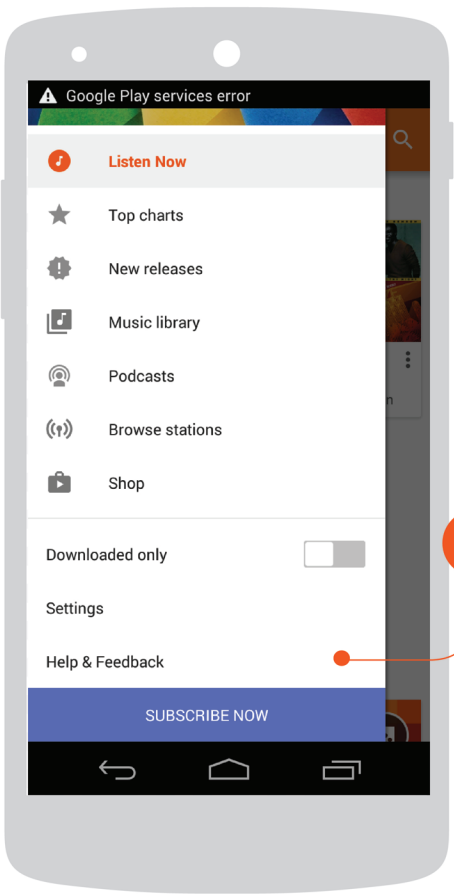 Google Play services error
Listen Now
Top charts
New releases
Music library
Podcasts
n
Browse stations
Shop
Downloaded only
Settings
Help & Feedback
SUBSCRIBE NOW